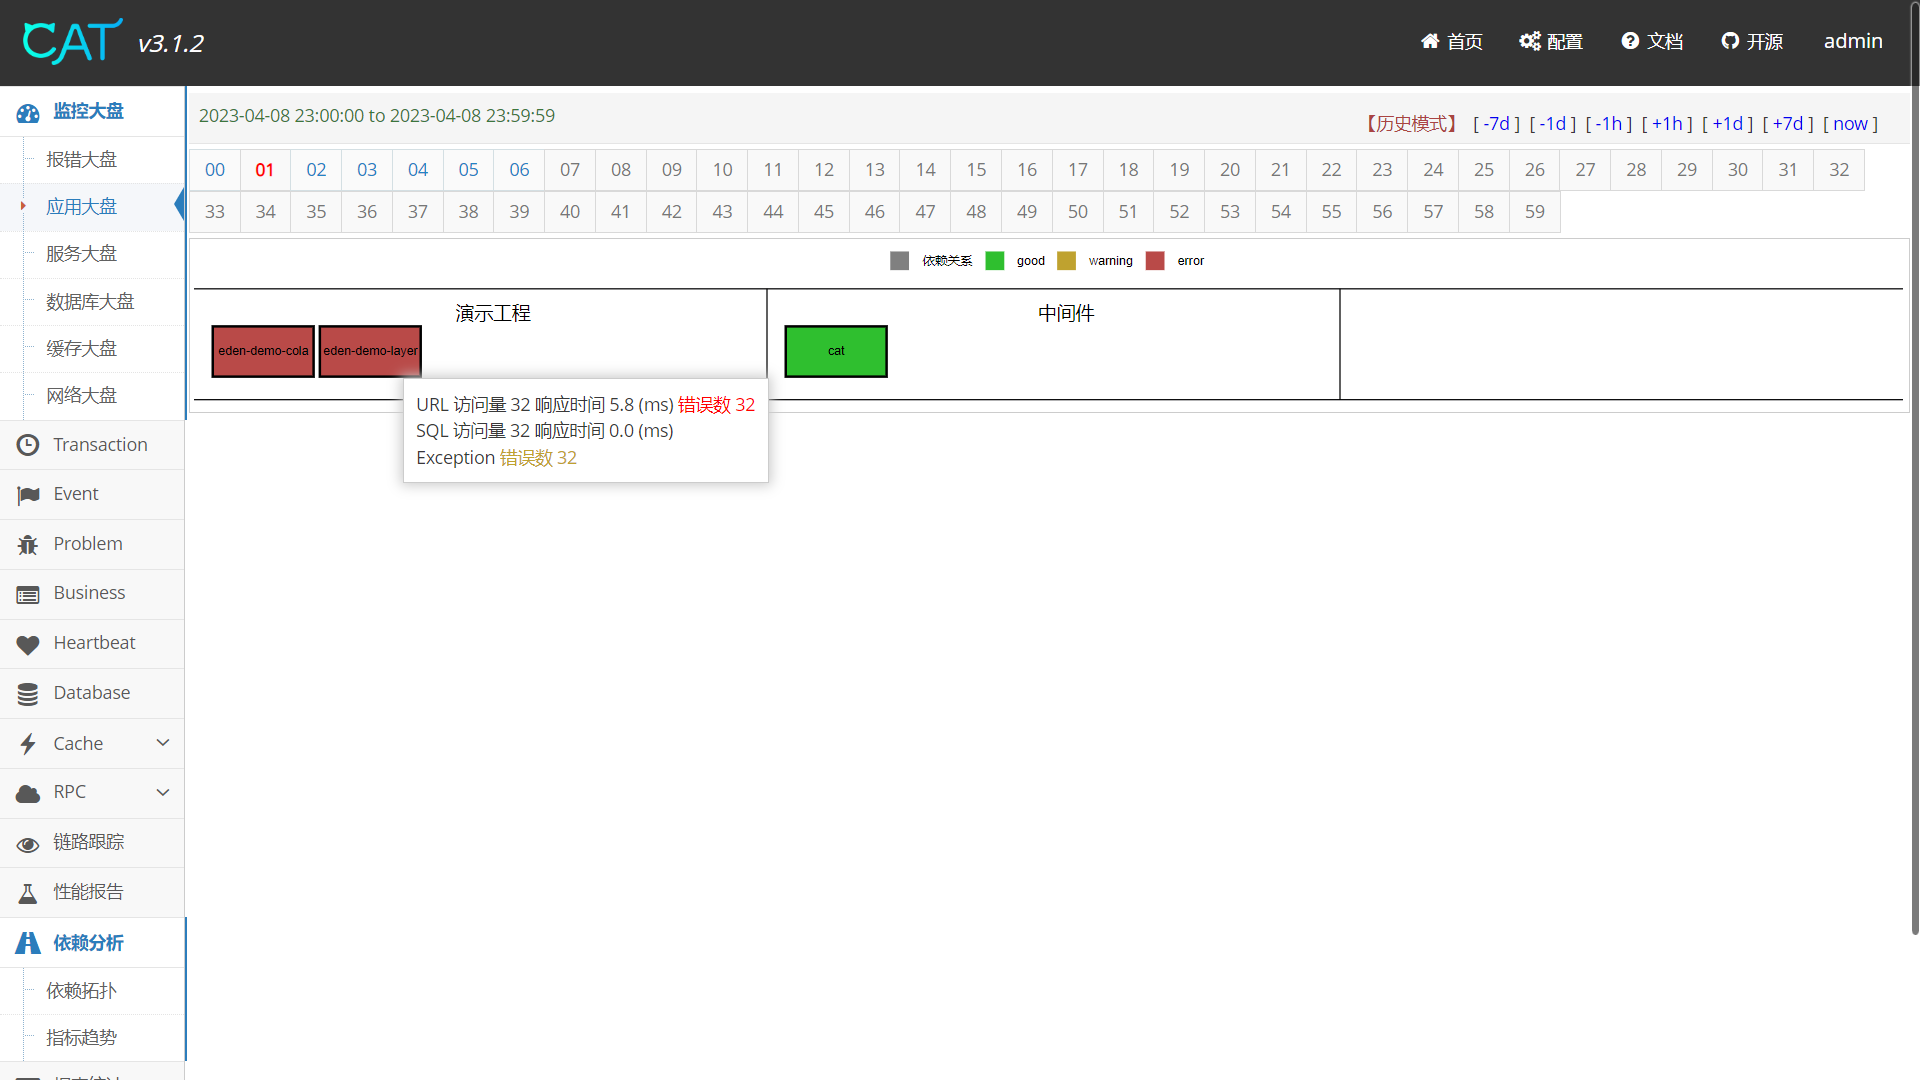 CAT v3.1.2
首页 配置 文档 开源 admin
监控大盘
报错大盘
应用大盘
服务大盘
数据库大盘
缓存大盘
网络大盘
Transaction
Event
Problem
Business
Heartbeat
Database
Cache
RPC
链路跟踪
性能报告
依赖分析
依赖拓扑
指标趋势
2023-04-08 23:00:00 to 2023-04-08 23:59:59
【历史模式】 [ -7d ] [ -1d ] [ -1h ] [ +1h ] [ +1d ] [ +7d ] [ now ]
00 01 02 03 04 05 06 07 08 09 10 11 12 13 14 15 16 17 18 19 20 21 22 23 24 25 26 27 28 29 30 31 32
33 34 35 36 37 38 39 40 41 42 43 44 45 46 47 48 49 50 51 52 53 54 55 56 57 58 59
依赖关系 good warning error
演示工程 中间件
eden-demo-cola eden-demo-layer cat
URL 访问量 32 响应时间 5.8 (ms) 错误数 32
SQL 访问量 32 响应时间 0.0 (ms)
Exception 错误数 32